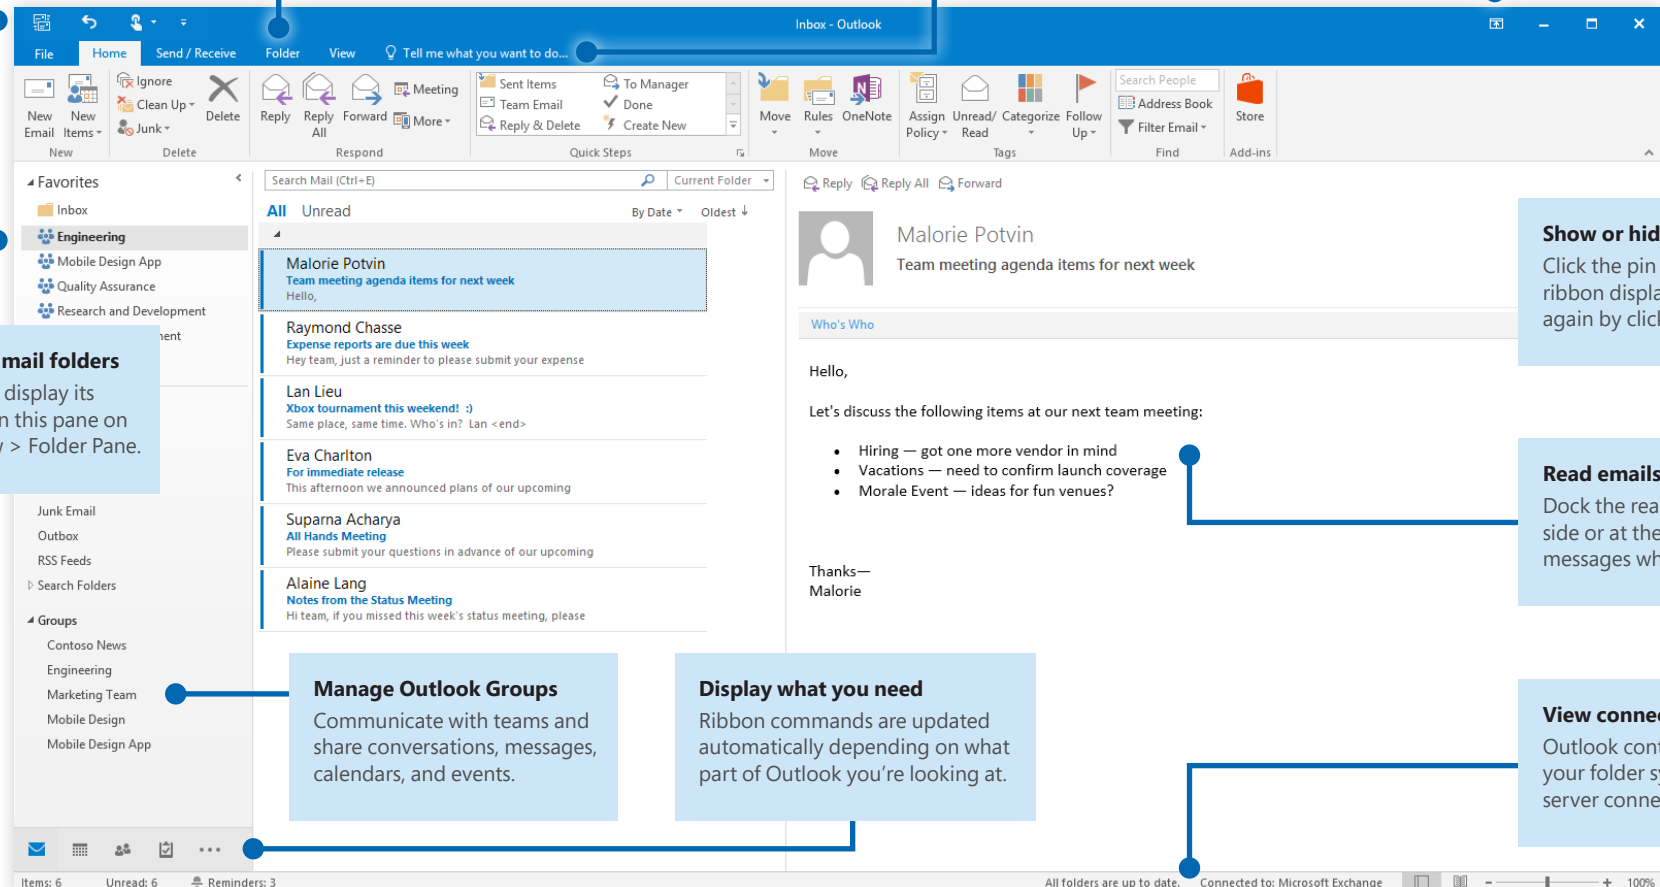 Inbox - Outlook
File Home Send / Receive Folder View Tell me what you want to do...
New Email
New Items
New
Ignore
Clean Up
Junk
Delete
Delete
Reply
Reply All
Forward
Meeting
More
Respond
Sent Items
Team Email
Reply & Delete
To Manager
Done
Create New
Quick Steps
Move
Rules
OneNote
Move
Assign Policy
Unread/ Read
Categorize
Follow Up
Tags
Search People
Address Book
Filter Email
Find
Store
Add-ins
Favorites
Inbox
Engineering
Mobile Design App
Quality Assurance
Research and Development
mail folders
display its
this pane on
> Folder Pane.
Junk Email
Outbox
RSS Feeds
Search Folders
Groups
Contoso News
Engineering
Marketing Team
Mobile Design
Mobile Design App
Search Mail (Ctrl+E) Current Folder
All Unread By Date Oldest
Malorie Potvin
Team meeting agenda items for next week
Hello,
Raymond Chasse
Expense reports are due this week
Hey team, just a reminder to please submit your expense
Lan Lieu
Xbox tournament this weekend! :)
Same place, same time. Who's in? Lan <end>
Eva Charlton
For immediate release
This afternoon we announced plans of our upcoming
Suparna Acharya
All Hands Meeting
Please submit your questions in advance of our upcoming
Alaine Lang
Notes from the Status Meeting
Hi team, if you missed this week's status meeting, please
Manage Outlook Groups
Communicate with teams and
share conversations, messages,
calendars, and events.
Display what you need
Ribbon commands are updated
automatically depending on what
part of Outlook you're looking at.
Reply Reply All Forward
Malorie Potvin
Team meeting agenda items for next week
Who's Who
Hello,
Let's discuss the following items at our next team meeting:
• Hiring — got one more vendor in mind
• Vacations — need to confirm launch coverage
• Morale Event — ideas for fun venues?
Thanks—
Malorie
Show or
Click the pin
ribbon
again by
Read emails
Dock the
side or at the
messages
View
Outlook
your folder
server
Items: 6 Unread: 6 Reminders: 3 All folders are up to date. Connected to: Microsoft Exchange 100%